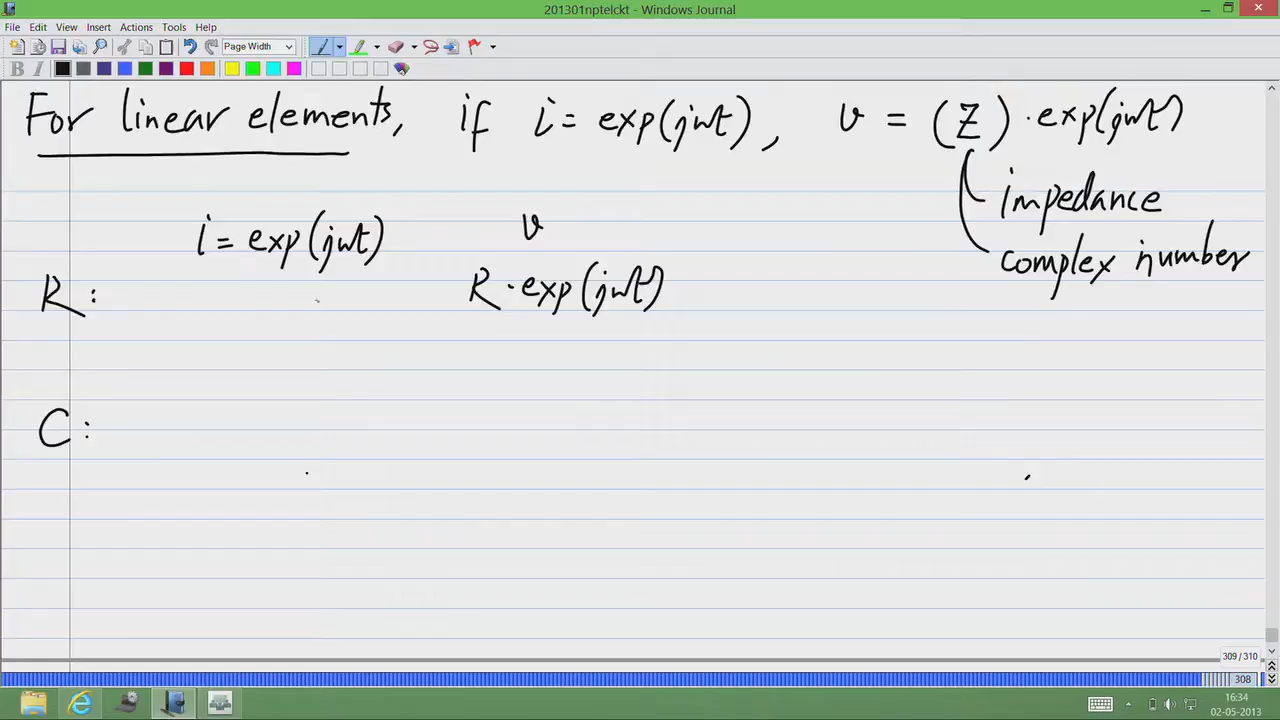 201301nptelckt - Windows Journal
File Edit View Insert Actions Tools Help
Page Width
B I
For linear elements, if i = exp(jωt), v = (Z) · exp(jωt)
impedance
complex number
i = exp(jωt) v
R : R · exp(jωt)
C :
309 / 310
308
16:34
02-05-2013